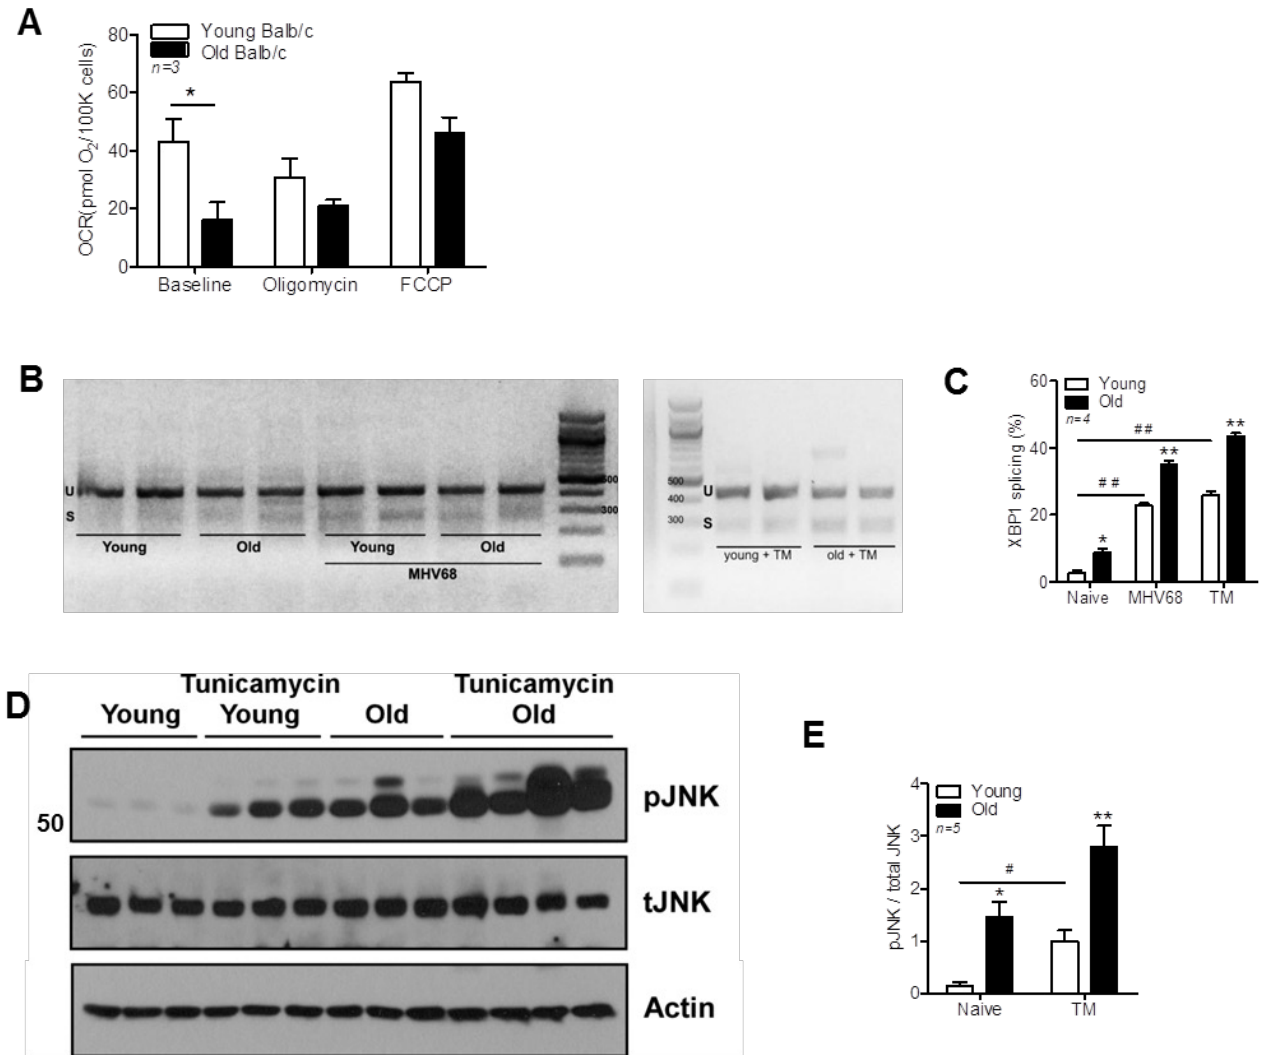 A
OCR(pmol O2/100K cells)
80
60
40
20
0
Young Balb/c
Old Balb/c
n=3
*
Baseline Oligomycin FCCP
B
U
S
500
300
Young Old Young Old
MHV68
500
400
300
U
S
young + TM old + TM
C
XBP1 splicing (%)
60
40
20
0
Young
Old
n=4
##
##
*
**
**
Naive MHV68 TM
D
Tunicamycin Tunicamycin
Young Young Old Old
50
pJNK
tJNK
Actin
E
pJNK / total JNK
4
3
2
1
0
Young
Old
n=5
#
*
**
Naive TM